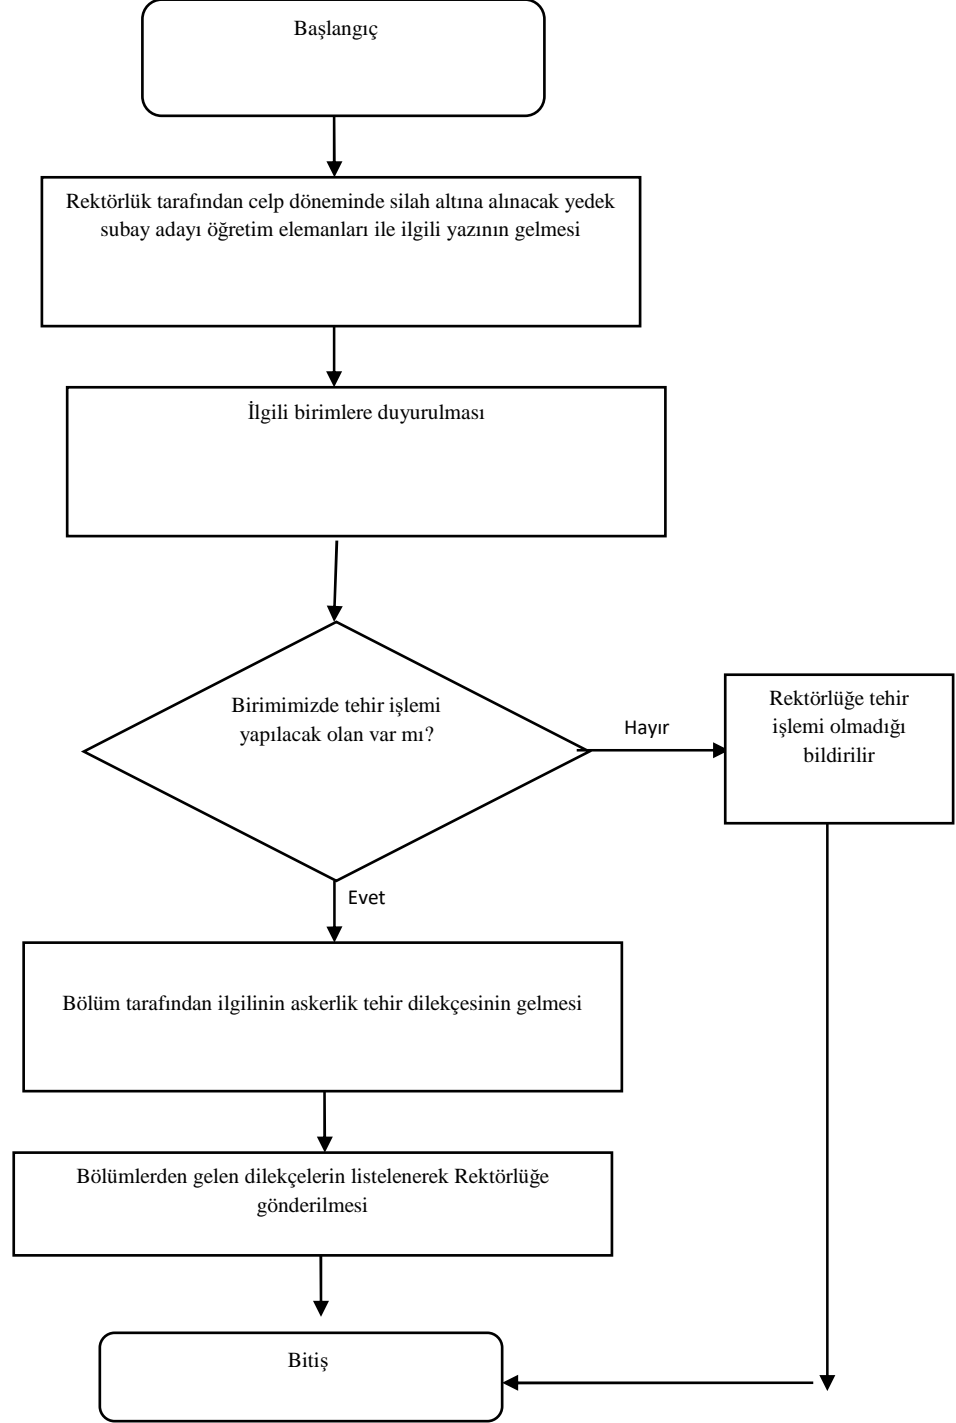 Başlangıç
Rektörlük tarafından celp döneminde silah altına alınacak yedek
subay adayı öğretim elemanları ile ilgili yazının gelmesi
İlgili birimlere duyurulması
Birimimizde tehir işlemi
yapılacak olan var mı?
Hayır
Rektörlüğe tehir
işlemi olmadığı
bildirilir
Evet
Bölüm tarafından ilgilinin askerlik tehir dilekçesinin gelmesi
Bölümlerden gelen dilekçelerin listelenerek Rektörlüğe
gönderilmesi
Bitiş